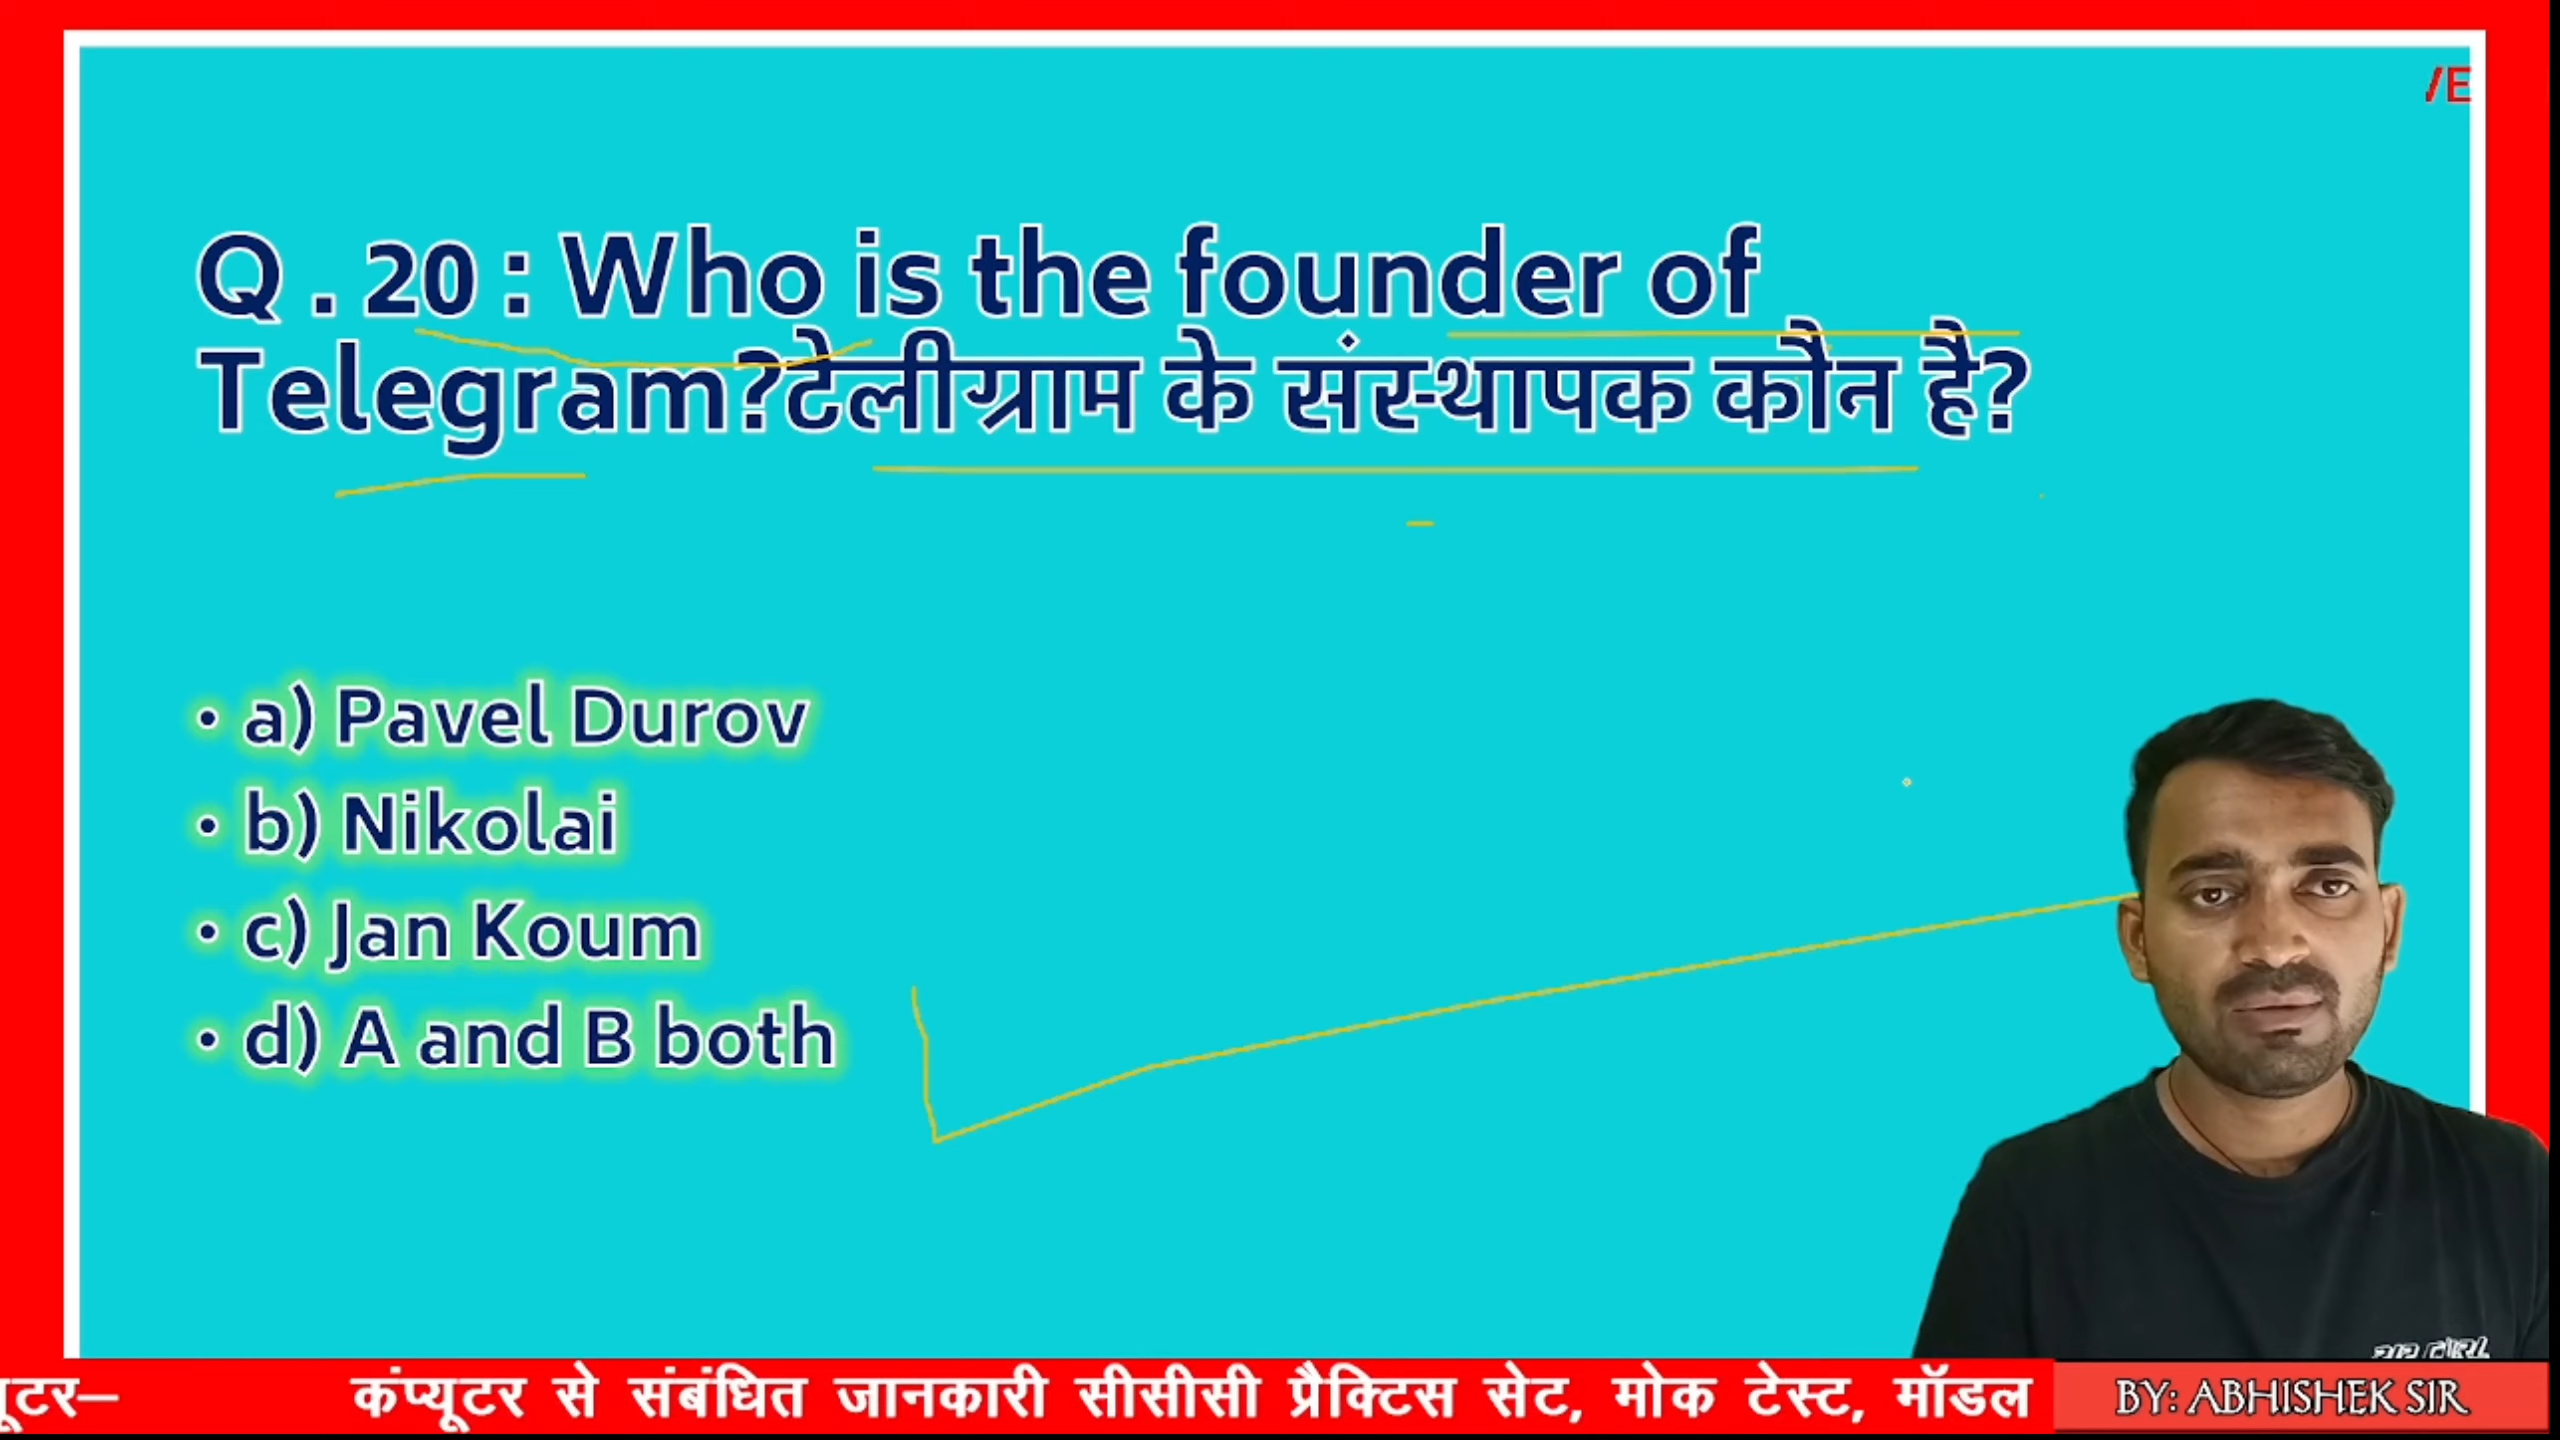 VE
Q . 20 : Who is the founder of
Telegram?टेलीग्राम के संस्थापक कौन है?
• a) Pavel Durov
• b) Nikolai
• c) Jan Koum
• d) A and B both
कंप्यूटर से संबंधित जानकारी सीसीसी प्रैक्टिस सेट, मोक टेस्ट, मॉडल
BY: ABHISHEK SIR